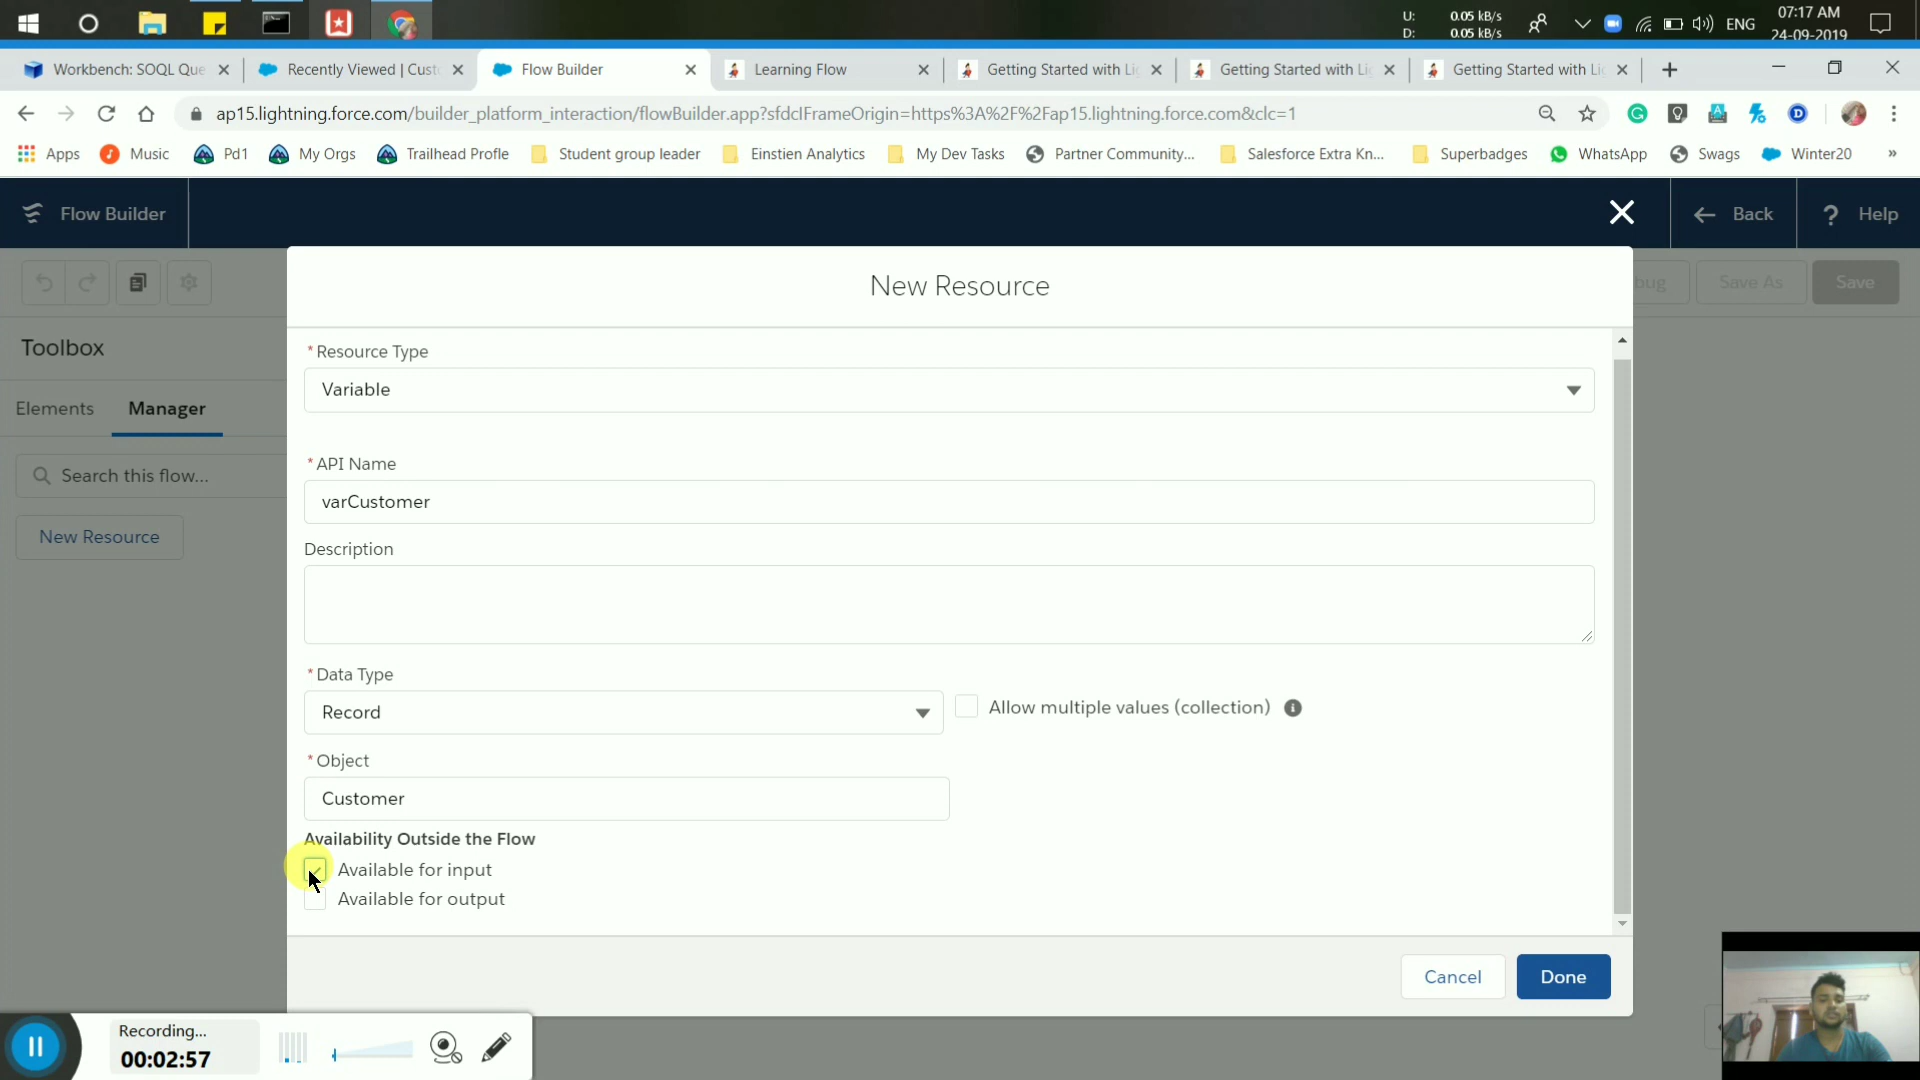 U: 0.05 kB/s
D: 0.05 kB/s
ENG
07:17 AM
24-09-2019
Workbench: SOQL Que
Recently Viewed | Cust
Flow Builder
Learning Flow
Getting Started with Li
Getting Started with Li
Getting Started with Li
ap15.lightning.force.com/builder_platform_interaction/flowBuilder.app?sfdcIFrameOrigin=https%3A%2F%2Fap15.lightning.force.com&clc=1
Apps
Music
Pd1
My Orgs
Trailhead Profle
Student group leader
Einstien Analytics
My Dev Tasks
Partner Community...
Salesforce Extra Kn...
Superbadges
WhatsApp
Swags
Winter20
»
Flow Builder
Back
? Help
New Resource
bug
Save As
Save
Toolbox
Elements
Manager
Search this flow...
New Resource
* Resource Type
Variable
* API Name
varCustomer
Description
* Data Type
Record
Allow multiple values (collection)
* Object
Customer
Availability Outside the Flow
Available for input
Available for output
Cancel
Done
Recording...
00:02:57